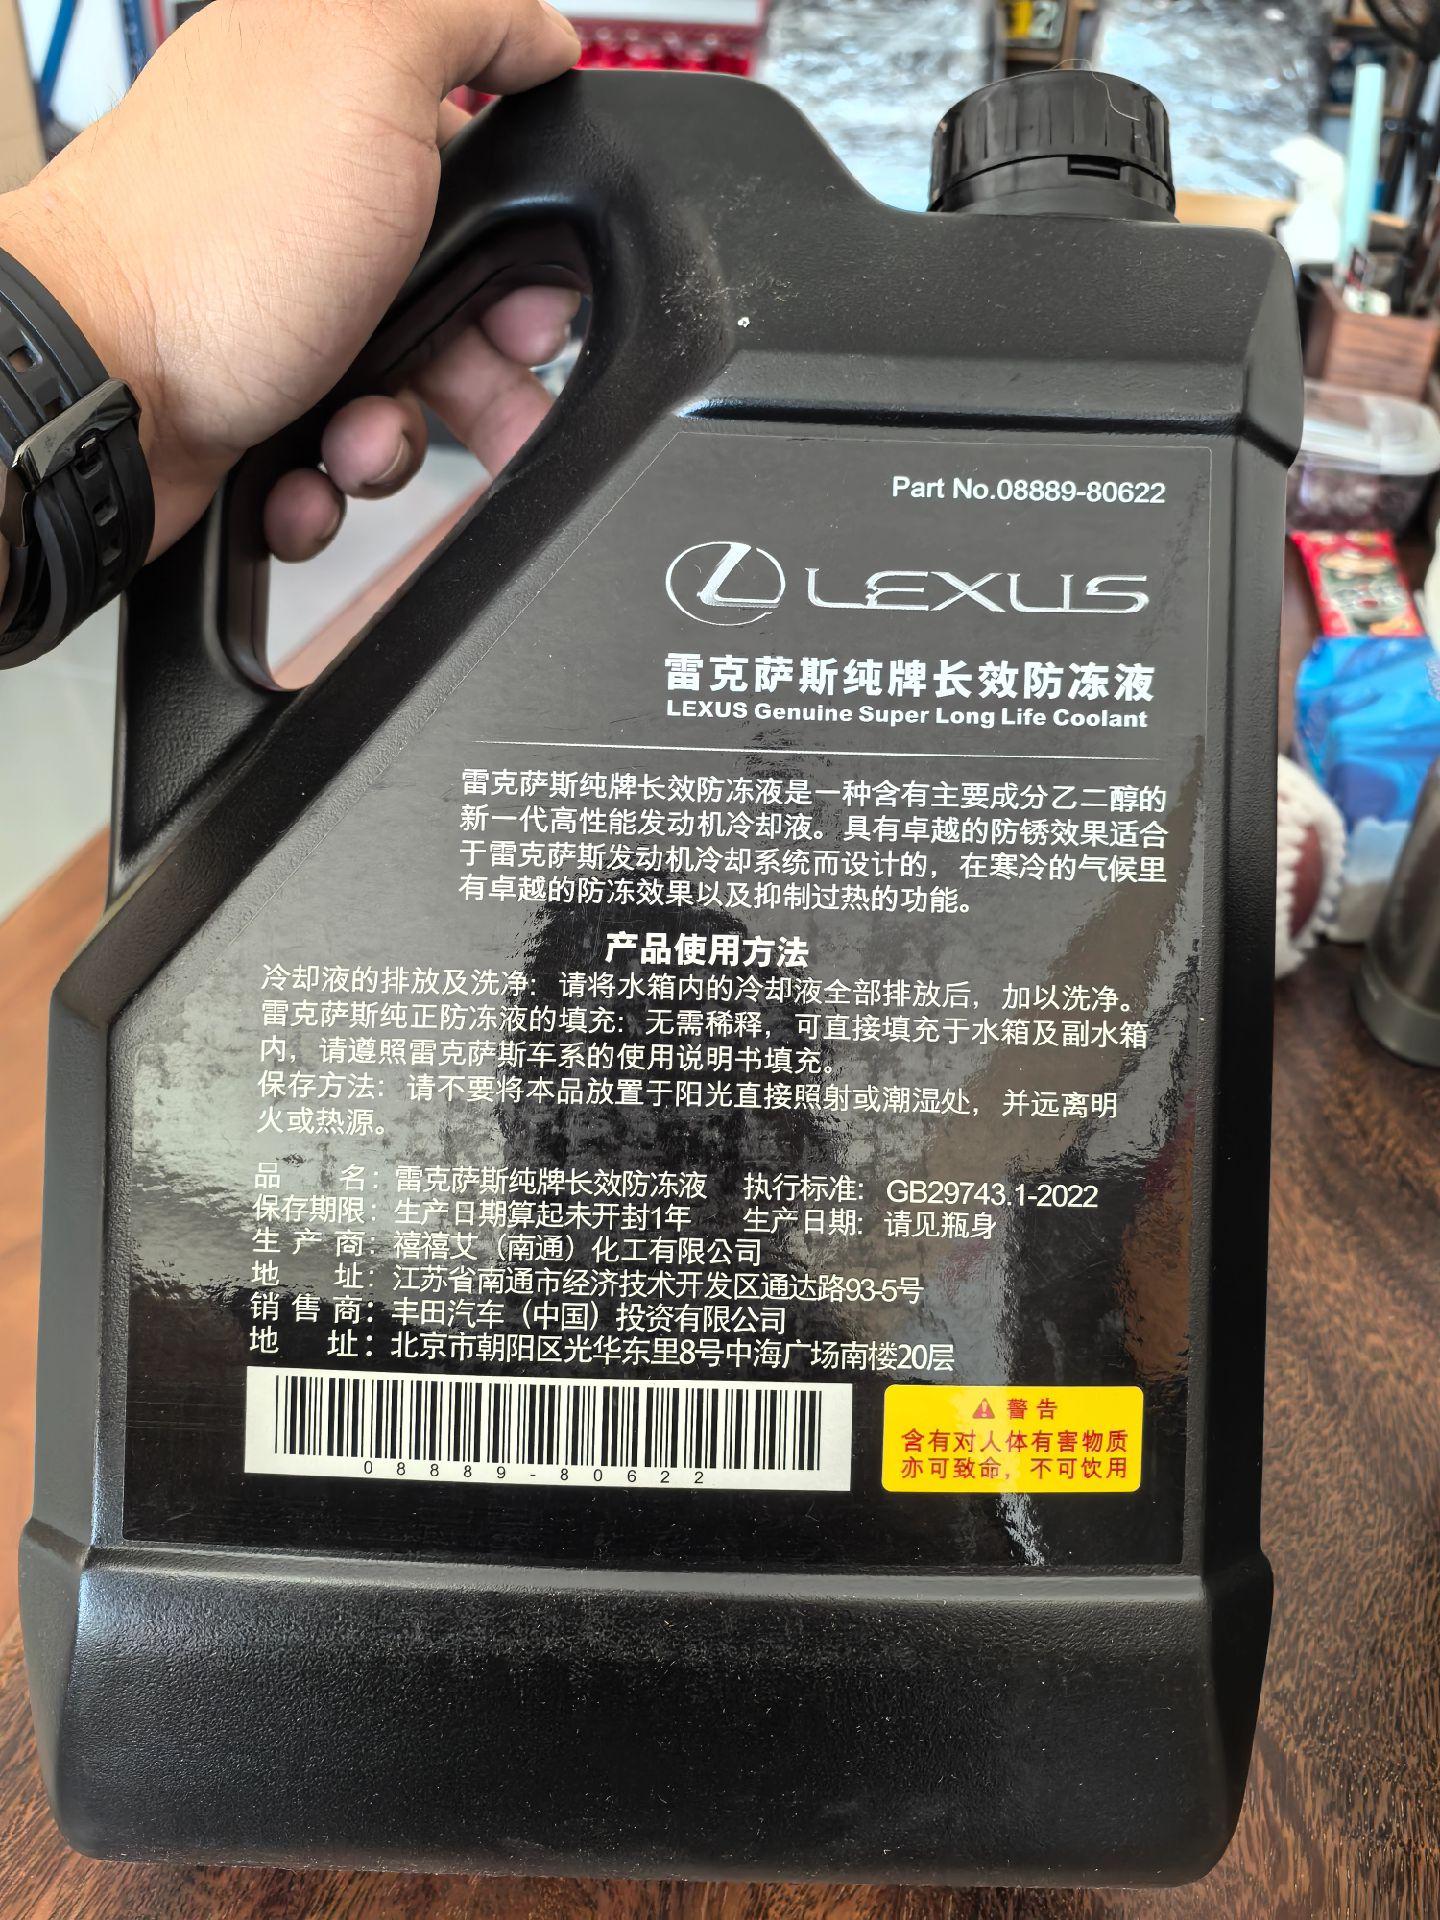 Part No.08889-80622
LEXUS
雷克萨斯纯牌长效防冻液
LEXUS Genuine Super Long Life Coolant
雷克萨斯纯牌长效防冻液是一种含有主要成分乙二醇的
新一代高性能发动机冷却液。具有卓越的防锈效果适合
于雷克萨斯发动机冷却系统而设计的，在寒冷的气候里
有卓越的防冻效果以及抑制过热的功能。
产品使用方法
冷却液的排放及洗净：请将水箱内的冷却液全部排放后，加以洗净。
雷克萨斯纯正防冻液的填充：无需稀释，可直接填充于水箱及副水箱
内，请遵照雷克萨斯车系的使用说明书填充。
保存方法：请不要将本品放置于阳光直接照射或潮湿处，并远离明
火或热源。
品 名：雷克萨斯纯牌长效防冻液 执行标准：GB29743.1-2022
保存期限：生产日期算起未开封1年 生产日期：请见瓶身
生产商：禧禧艾（南通）化工有限公司
地 址：江苏省南通市经济技术开发区通达路93-5号
销售商：丰田汽车（中国）投资有限公司
地 址：北京市朝阳区光华东里8号中海广场南楼20层
08889-80622
警告
含有对人体有害物质
亦可致命，不可饮用